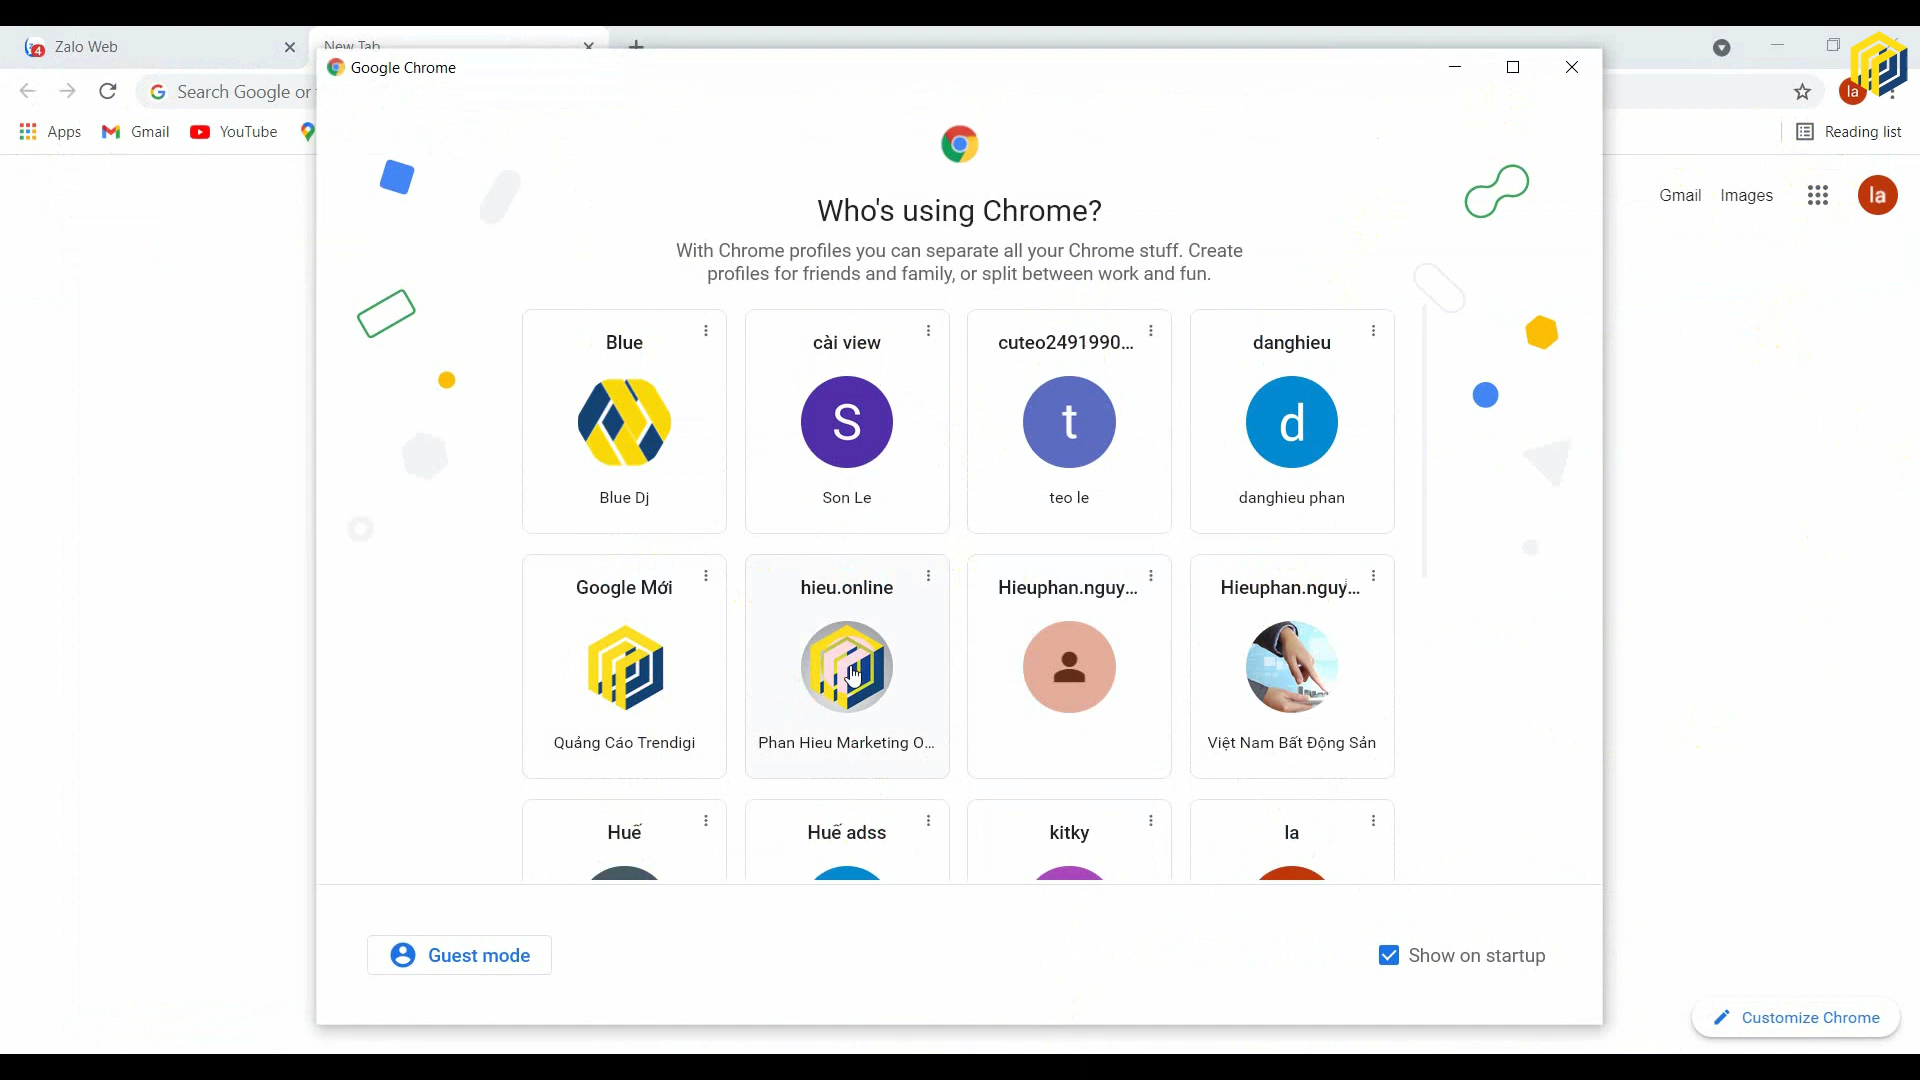 Zalo Web
New Tab
Google Chrome
Search Google or
la
Apps
Gmail
YouTube
Reading list
Gmail
Images
la
Who's using Chrome?
With Chrome profiles you can separate all your Chrome stuff. Create
profiles for friends and family, or split between work and fun.
Blue
cài view
cuteo2491990...
danghieu
S
t
d
Blue Dj
Son Le
teo le
danghieu phan
Google Mới
hieu.online
Hieuphan.nguy...
Hieuphan.nguy...
Quảng Cáo Trendigi
Phan Hieu Marketing O...
Việt Nam Bất Động Sản
Huế
Huế adss
kitky
la
Guest mode
Show on startup
Customize Chrome